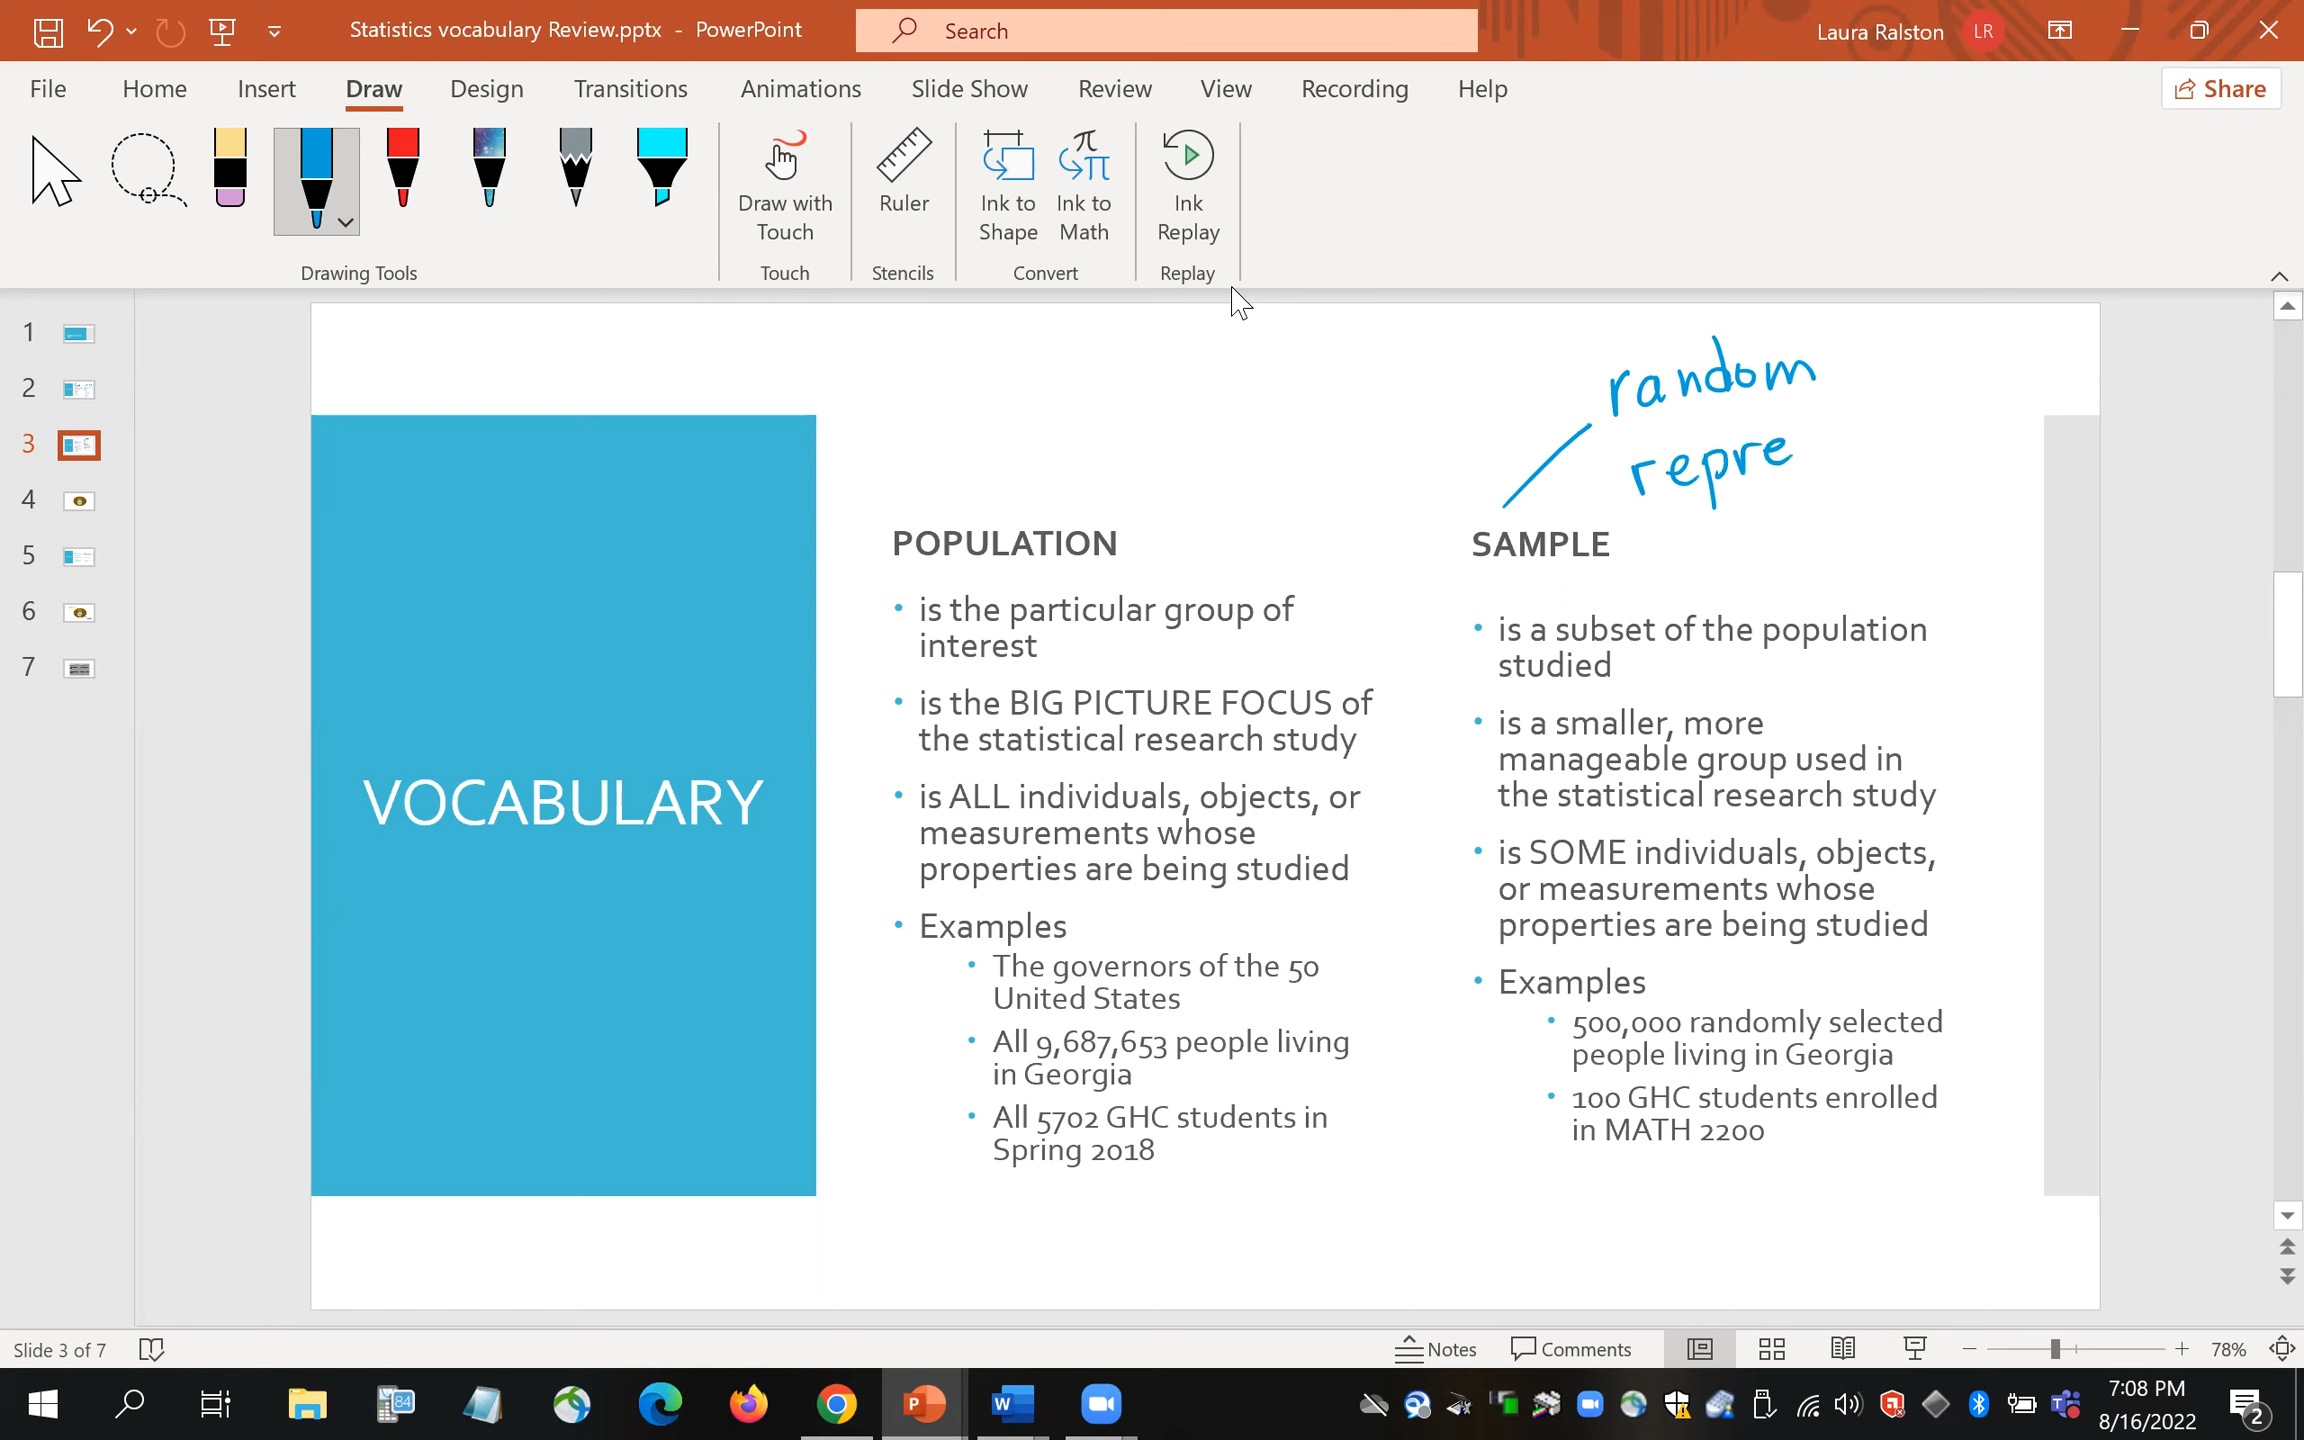 Statistics vocabulary Review.pptx - PowerPoint
Search
Laura Ralston
LR
File Home Insert Draw Design Transitions Animations Slide Show Review View Recording Help
Share
Draw with
Touch
Ruler
Ink to
Shape
Ink to
Math
Ink
Replay
Drawing Tools
Touch
Stencils
Convert
Replay
1
2
3
4
5
6
7
random
repre
VOCABULARY
POPULATION
• is the particular group of
interest
• is the BIG PICTURE FOCUS of
the statistical research study
• is ALL individuals, objects, or
measurements whose
properties are being studied
• Examples
• The governors of the 50
United States
• All 9,687,653 people living
in Georgia
• All 5702 GHC students in
Spring 2018
SAMPLE
• is a subset of the population
studied
• is a smaller, more
manageable group used in
the statistical research study
• is SOME individuals, objects,
or measurements whose
properties are being studied
• Examples
• 500,000 randomly selected
people living in Georgia
• 100 GHC students enrolled
in MATH 2200
Slide 3 of 7
Notes
Comments
78%
84
7:08 PM
8/16/2022
2